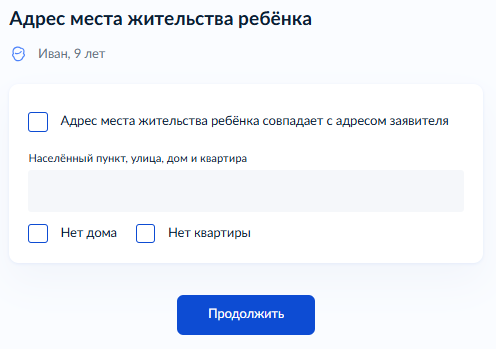 Адрес места жительства ребёнка
Иван, 9 лет
Адрес места жительства ребёнка совпадает с адресом заявителя
Населённый пункт, улица, дом и квартира
Нет дома Нет квартиры
Продолжить